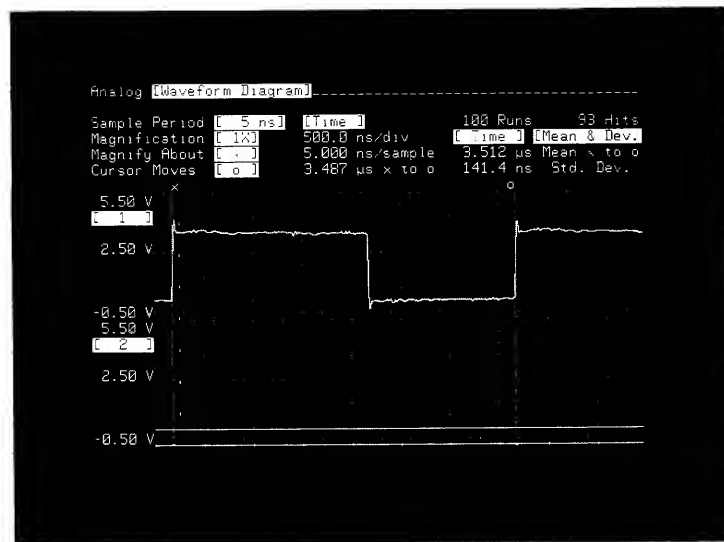 Analog [Waveform Diagram]
Sample Period [ 5 ns] [Time ] 100 Runs 93 Hits
Magnification [ 1X] 500.0 ns/div [ Time ] [Mean & Dev.
Magnify About [ x ] 5.000 ns/sample 3.512 µs Mean x to o
Cursor Moves [ o ] 3.487 µs x to o 141.4 ns Std. Dev.
x o
5.50 V
[ 1 ]
2.50 V
-0.50 V
5.50 V
[ 2 ]
2.50 V
-0.50 V